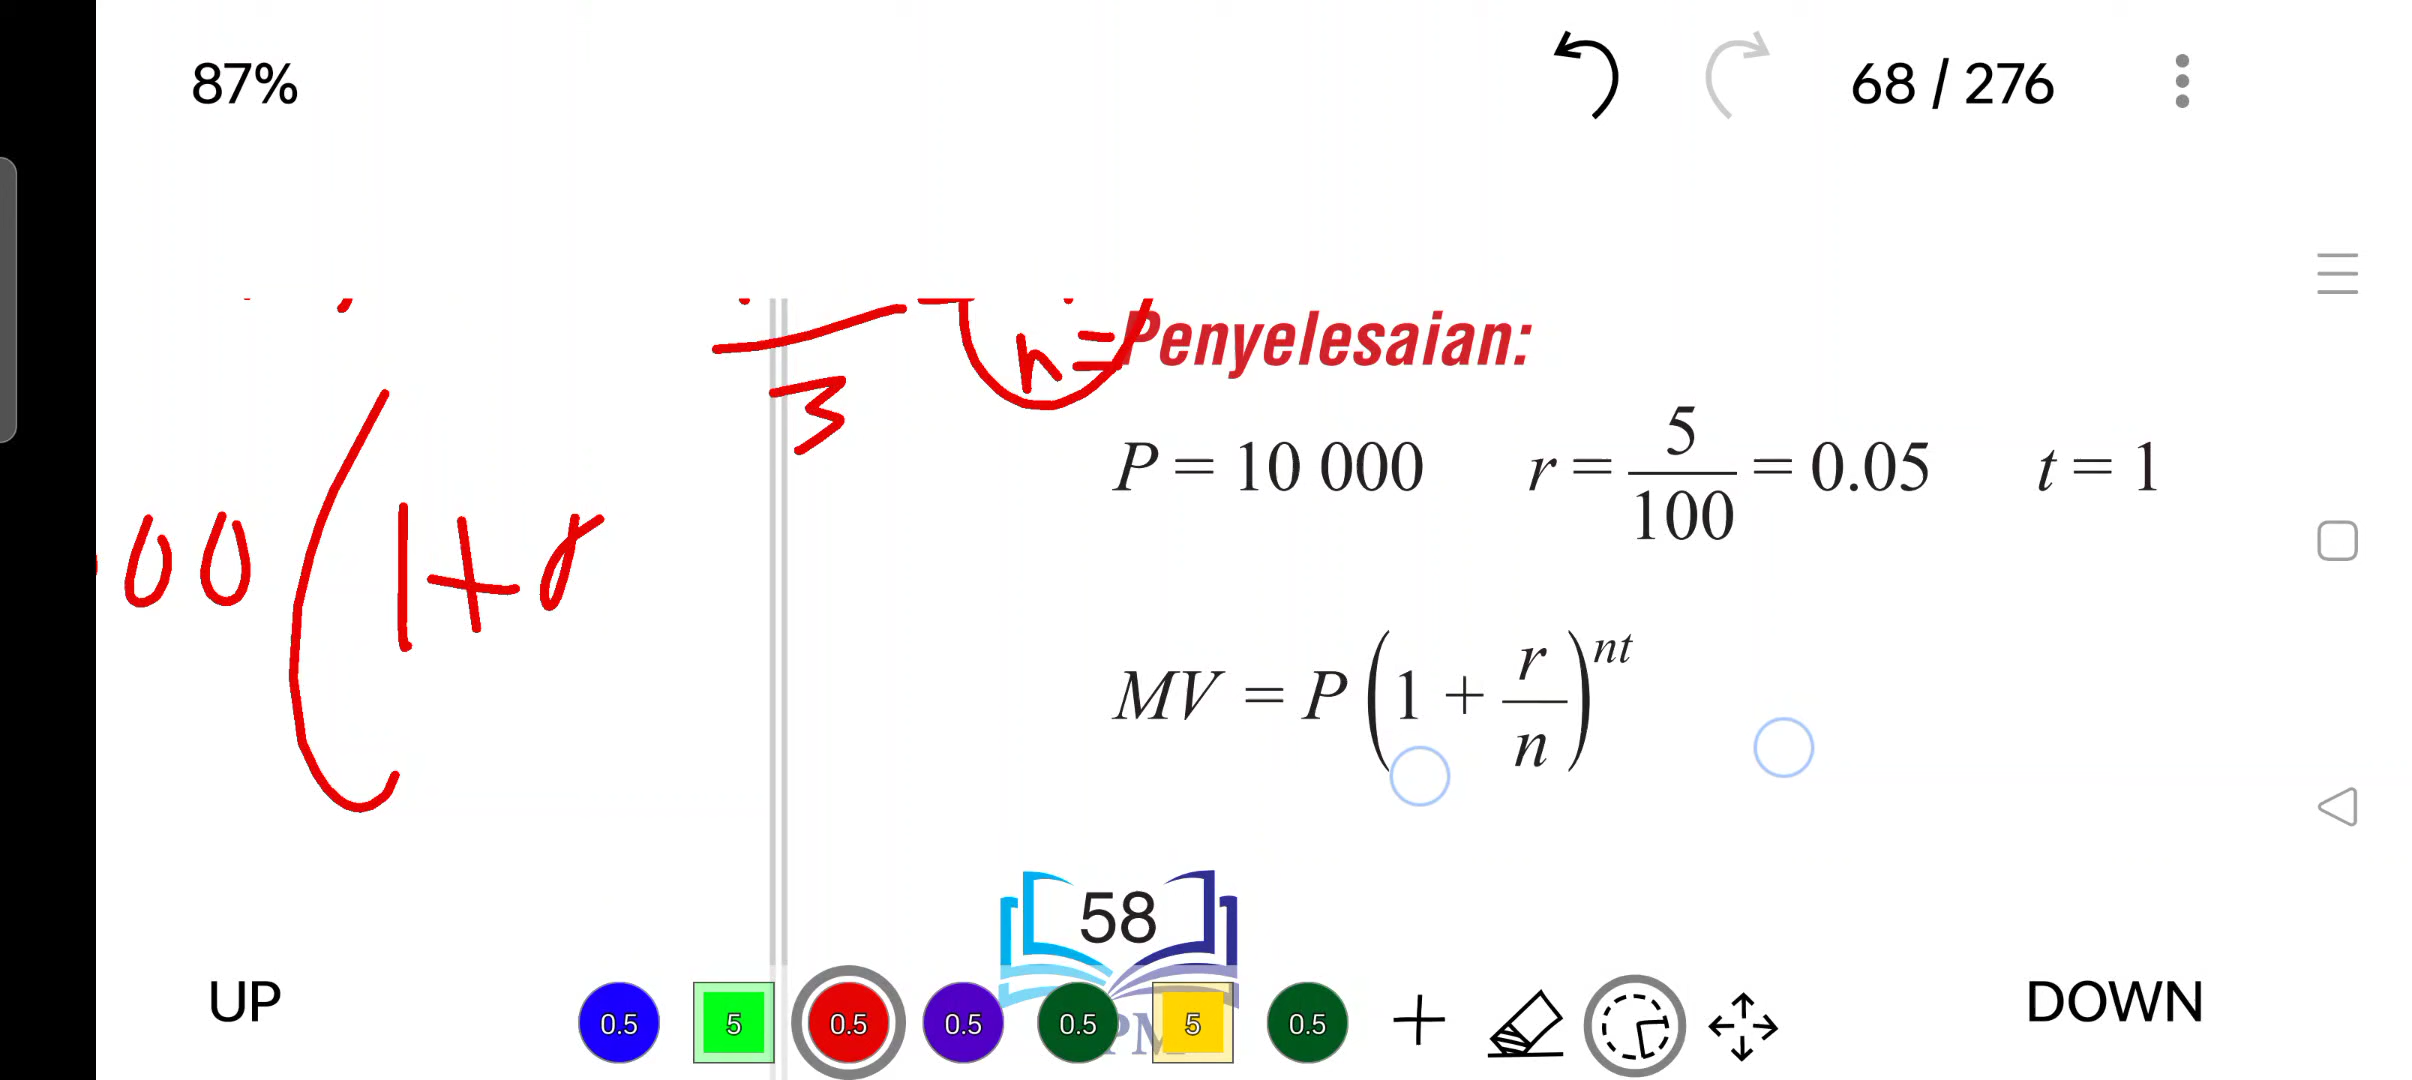 87%
68 / 276
3
n=
Penyelesaian:
P = 10 000 r = 5/100 = 0.05 t = 1
00 ( 1+
MV = P (1 + r/n)^nt
58
PM
UP
0.5 5 0.5 0.5 0.5 5 0.5
DOWN